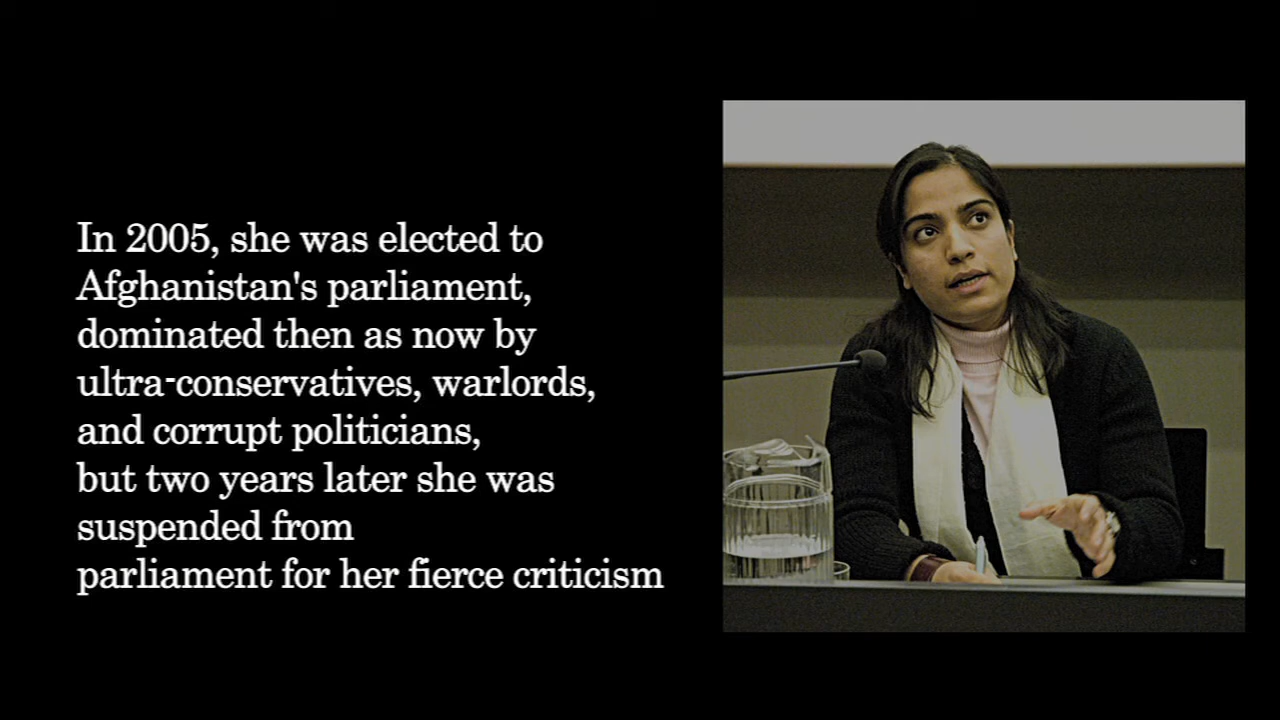 In 2005, she was elected to
Afghanistan's parliament,
dominated then as now by
ultra-conservatives, warlords,
and corrupt politicians,
but two years later she was
suspended from
parliament for her fierce criticism